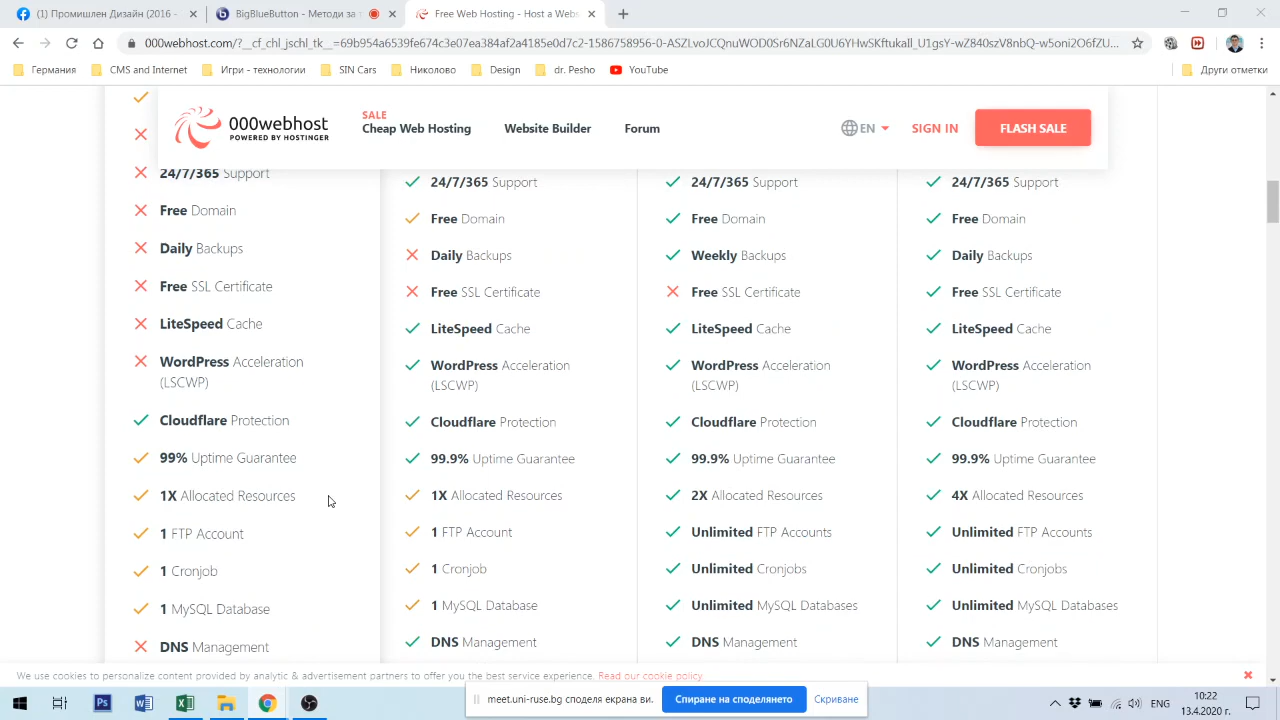 (1) Промишлен Дизайн (2016 -
BigBlueButton - Методи за т
Free Web Hosting - Host a Webs
000webhost.com/?__cf_chl_jschl_tk__=69b954a6539fe674c3e07ea384af2a4185e0d7c2-1586758956-0-ASZLvoJCQnuWOD0Sr6NZaLG0U6YHwSKftukaIl_U1gsY-wZ840szV8nbQ-w5oni2O6fZU...
Германия
CMS and Internet
Игри - технологии
SIN Cars
Николово
Design
dr. Pesho
YouTube
Други отметки
000webhost
POWERED BY HOSTINGER
SALE
Cheap Web Hosting
Website Builder
Forum
EN
SIGN IN
FLASH SALE
24/7/365 Support
Free Domain
Daily Backups
Free SSL Certificate
LiteSpeed Cache
WordPress Acceleration
(LSCWP)
Cloudflare Protection
99% Uptime Guarantee
1X Allocated Resources
1 FTP Account
1 Cronjob
1 MySQL Database
DNS Management
24/7/365 Support
Free Domain
Daily Backups
Free SSL Certificate
LiteSpeed Cache
WordPress Acceleration
(LSCWP)
Cloudflare Protection
99.9% Uptime Guarantee
1X Allocated Resources
1 FTP Account
1 Cronjob
1 MySQL Database
DNS Management
24/7/365 Support
Free Domain
Weekly Backups
Free SSL Certificate
LiteSpeed Cache
WordPress Acceleration
(LSCWP)
Cloudflare Protection
99.9% Uptime Guarantee
2X Allocated Resources
Unlimited FTP Accounts
Unlimited Cronjobs
Unlimited MySQL Databases
DNS Management
24/7/365 Support
Free Domain
Daily Backups
Free SSL Certificate
LiteSpeed Cache
WordPress Acceleration
(LSCWP)
Cloudflare Protection
99.9% Uptime Guarantee
4X Allocated Resources
Unlimited FTP Accounts
Unlimited Cronjobs
Unlimited MySQL Databases
DNS Management
We use cookies to personalize content provided by analytic & advertisement partners to offer you the best service possible. Read our cookie policy.
meet.uni-ruse.bg споделя екрана ви.
Спиране на споделянето
Скриване
ENG
10:22
13.4.2020 г.